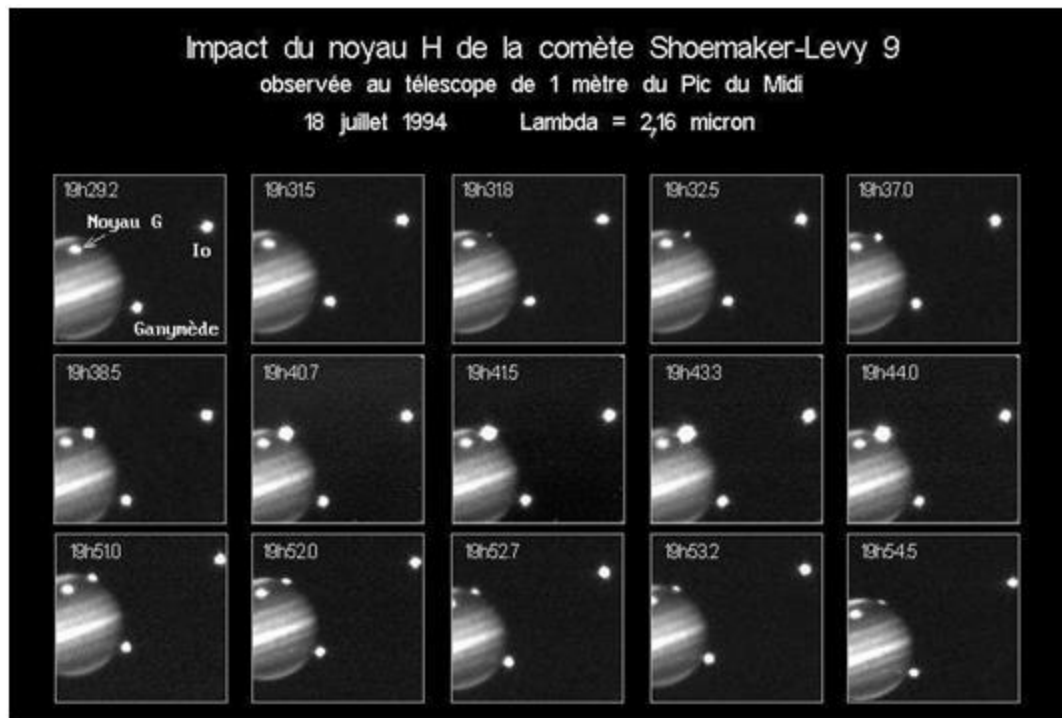 Impact du noyau H de la comète Shoemaker-Levy 9
observée au télescope de 1 mètre du Pic du Midi
18 juillet 1994 Lambda = 2,16 micron
19h29.2
Noyau G
Io
Ganymède
19h31.5
19h31.8
19h32.5
19h37.0
19h38.5
19h40.7
19h41.5
19h43.3
19h44.0
19h51.0
19h52.0
19h52.7
19h53.2
19h54.5